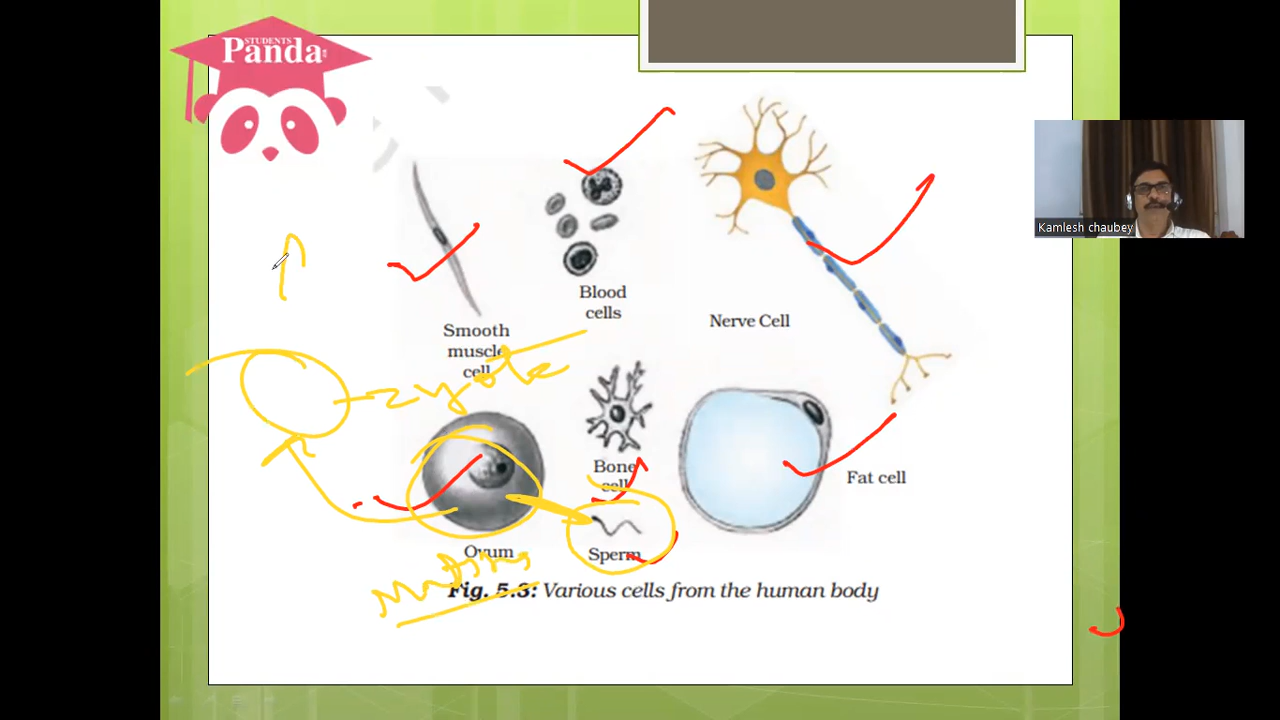 STUDENTS
Panda
Kamlesh chaubey
Blood
cells
Nerve Cell
Smooth
muscle
cell
zygote
Bone
cell
Fat cell
Ovum
Sperm
Fig. 5.3: Various cells from the human body